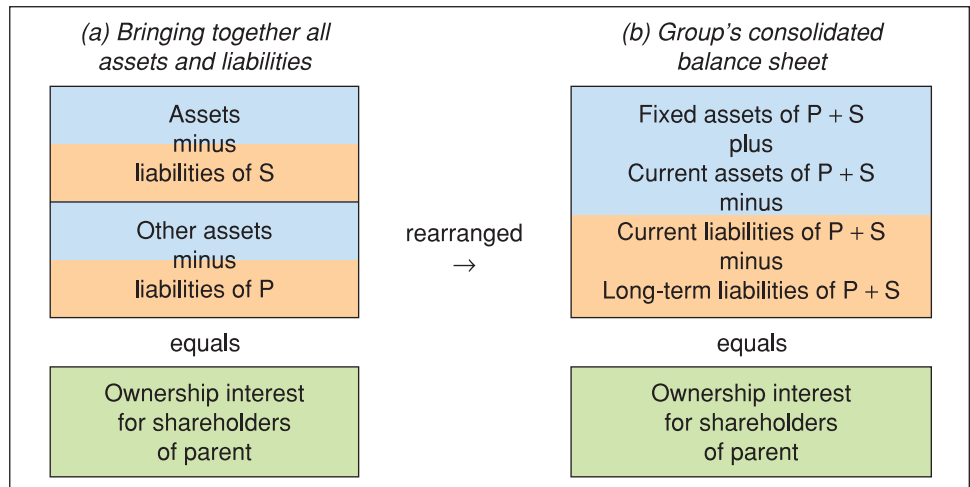 (a) Bringing together all
assets and liabilities
Assets
minus
liabilities of S
Other assets
minus
liabilities of P
equals
Ownership interest
for shareholders
of parent
rearranged
→
(b) Group’s consolidated
balance sheet
Fixed assets of P + S
plus
Current assets of P + S
minus
Current liabilities of P + S
minus
Long-term liabilities of P + S
equals
Ownership interest
for shareholders
of parent